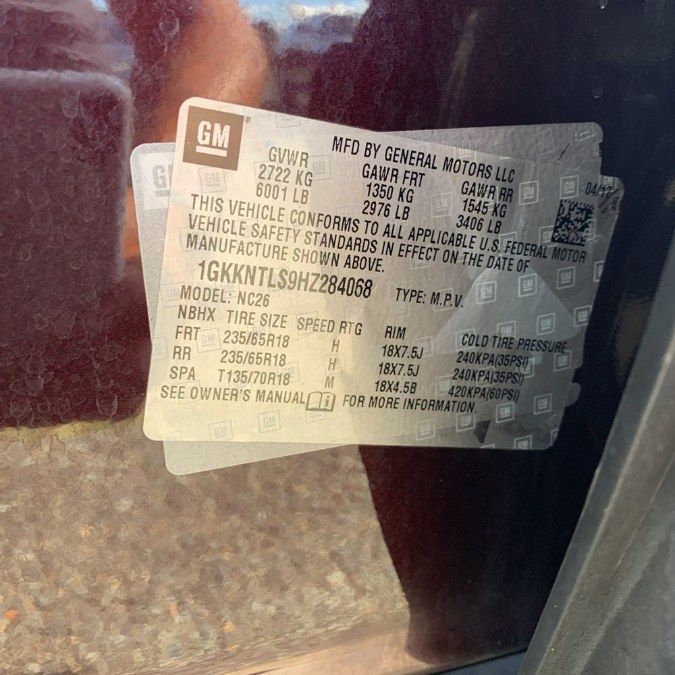 GM
MFD BY GENERAL MOTORS LLC
GVWR GAWR FRT GAWR RR
2722 KG 1350 KG 1545 KG
6001 LB 2976 LB 3406 LB
THIS VEHICLE CONFORMS TO ALL APPLICABLE U.S. FEDERAL MOTOR
VEHICLE SAFETY STANDARDS IN EFFECT ON THE DATE OF
MANUFACTURE SHOWN ABOVE.
1GKKNTLS9HZ284068 TYPE: M.P.V.
MODEL: NC26
NBHX TIRE SIZE SPEED RTG RIM COLD TIRE PRESSURE
FRT 235/65R18 H 18X7.5J 240KPA(35PSI)
RR 235/65R18 H 18X7.5J 240KPA(35PSI)
SPA T135/70R18 M 18X4.5B 420KPA(60PSI)
SEE OWNER'S MANUAL FOR MORE INFORMATION.